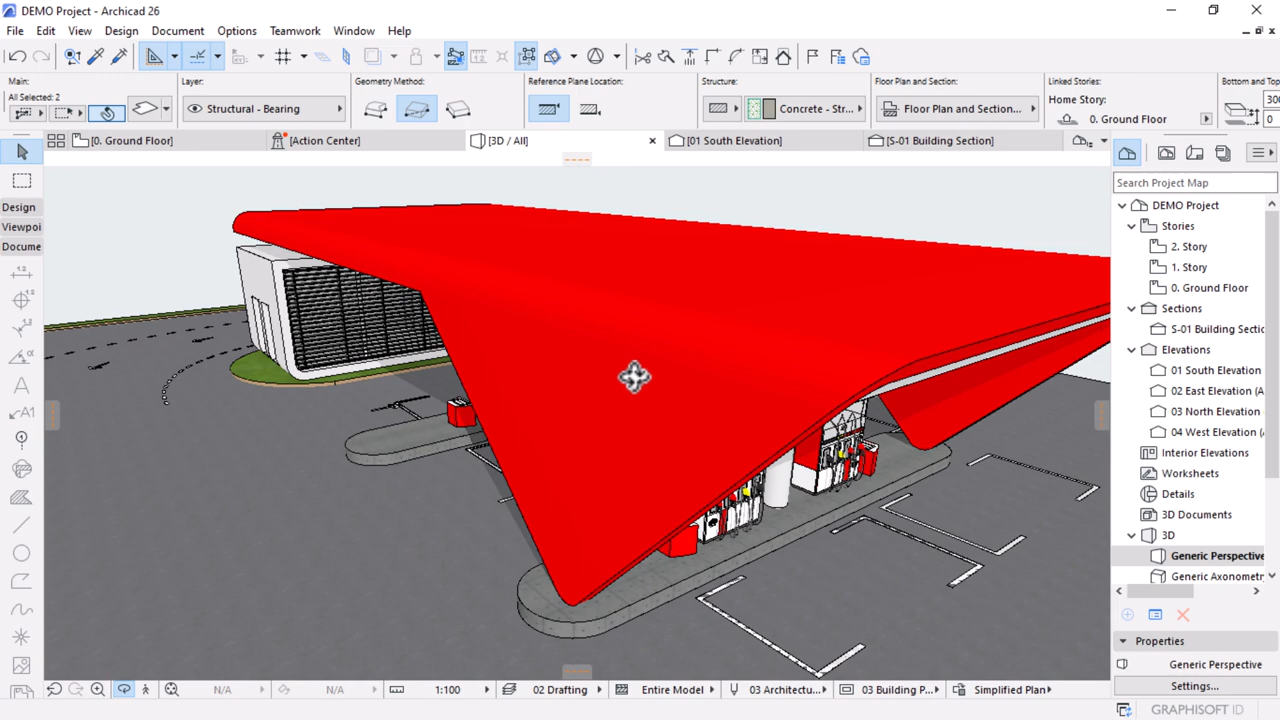 DEMO Project - Archicad 26
File Edit View Design Document Options Teamwork Window Help
Main:
All Selected: 2
Layer:
Structural - Bearing
Geometry Method:
Reference Plane Location:
Structure:
Concrete - Str...
Floor Plan and Section:
Floor Plan and Section...
Linked Stories:
Home Story:
0. Ground Floor
Bottom and To
300
0
[0. Ground Floor]
[Action Center]
[3D / All]
[01 South Elevation]
[S-01 Building Section]
Design
Viewpoi
Docume
Search Project Map
DEMO Project
Stories
2. Story
1. Story
0. Ground Floor
Sections
S-01 Building Sectio
Elevations
01 South Elevation
02 East Elevation (A
03 North Elevation
04 West Elevation (A
Interior Elevations
Worksheets
Details
3D Documents
3D
Generic Perspective
Generic Axonometr
Properties
Generic Perspective
Settings...
N/A
N/A
1:100
02 Drafting
Entire Model
03 Architectu...
03 Building P...
Simplified Plan
GRAPHISOFT ID